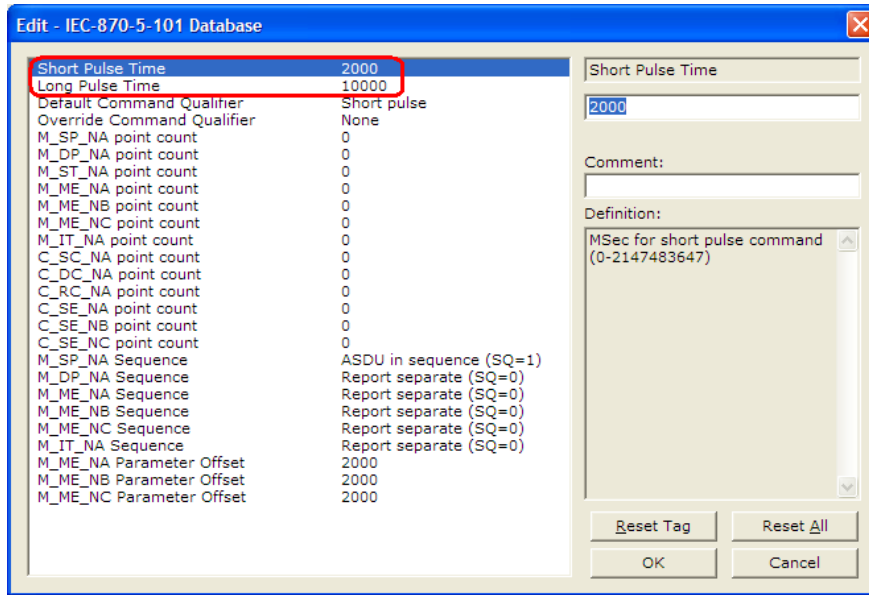 Edit - IEC-870-5-101 Database
Short Pulse Time 2000
Long Pulse Time 10000
Default Command Qualifier Short pulse
Override Command Qualifier None
M_SP_NA point count 0
M_DP_NA point count 0
M_ST_NA point count 0
M_ME_NA point count 0
M_ME_NB point count 0
M_ME_NC point count 0
M_IT_NA point count 0
C_SC_NA point count 0
C_DC_NA point count 0
C_RC_NA point count 0
C_SE_NA point count 0
C_SE_NB point count 0
C_SE_NC point count 0
M_SP_NA Sequence ASDU in sequence (SQ=1)
M_DP_NA Sequence Report separate (SQ=0)
M_ME_NA Sequence Report separate (SQ=0)
M_ME_NB Sequence Report separate (SQ=0)
M_ME_NC Sequence Report separate (SQ=0)
M_IT_NA Sequence Report separate (SQ=0)
M_ME_NA Parameter Offset 2000
M_ME_NB Parameter Offset 2000
M_ME_NC Parameter Offset 2000
Short Pulse Time
2000
Comment:
Definition:
MSec for short pulse command
(0-2147483647)
Reset Tag Reset All
OK Cancel